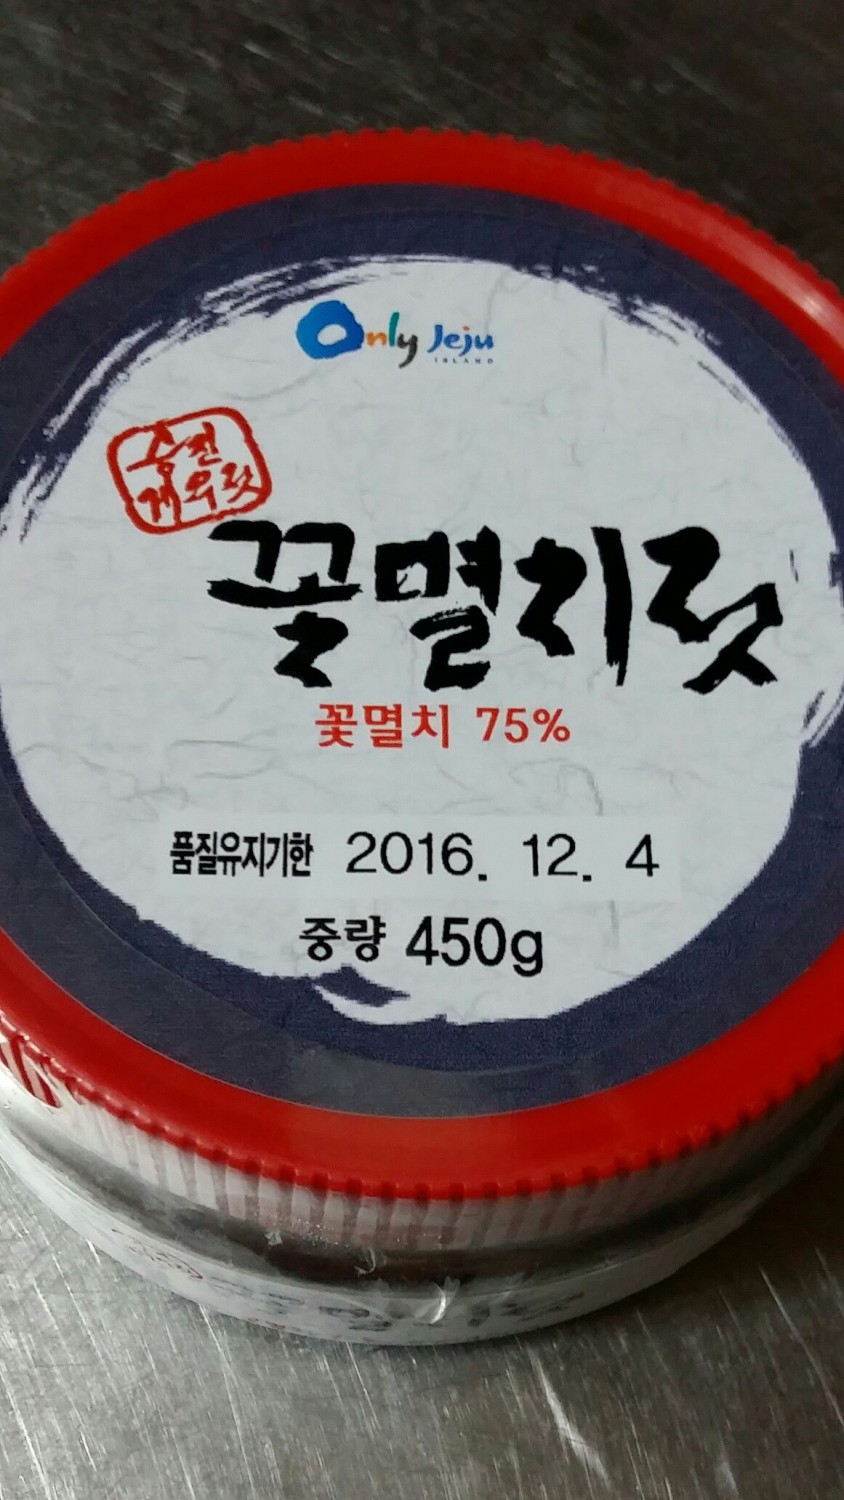 Only Jeju
ISLAND
꽃멸치젓
꽃멸치 75%
품질유지기한 2016. 12. 4
중량 450g